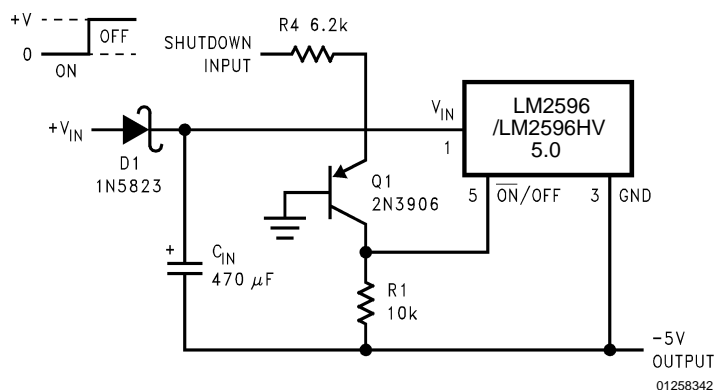 +V
OFF
0
ON
R4 6.2k
SHUTDOWN
INPUT
LM2596
/LM2596HV
5.0
VIN
1
+VIN
D1
1N5823
Q1
2N3906
5
ON/OFF
3
GND
+
CIN
470 μF
R1
10k
-5V
OUTPUT
01258342